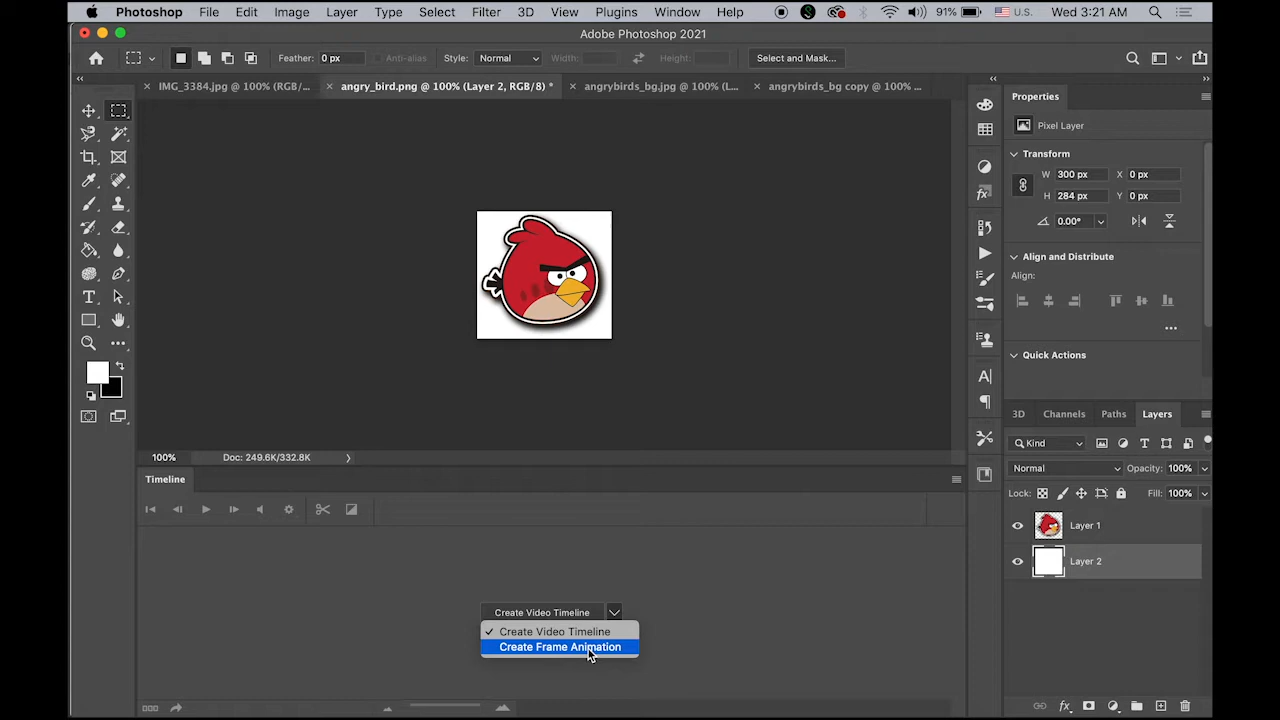 Photoshop File Edit Image Layer Type Select Filter 3D View Plugins Window Help 91% U.S. Wed 3:21 AM
Adobe Photoshop 2021
Feather: 0 px Anti-alias Style: Normal Width: Height: Select and Mask...
IMG_3384.jpg @ 100% (RGB/... angry_bird.png @ 100% (Layer 2, RGB/8) * angrybirds_bg.jpg @ 100% (L... angrybirds_bg copy @ 100% ...
Properties
Pixel Layer
Transform
W 300 px X 0 px
H 284 px Y 0 px
0.00°
Align and Distribute
Align:
Quick Actions
3D Channels Paths Layers
Kind
Normal Opacity: 100%
Lock: Fill: 100%
Layer 1
Layer 2
100% Doc: 249.6K/332.8K
Timeline
Create Video Timeline
Create Video Timeline
Create Frame Animation